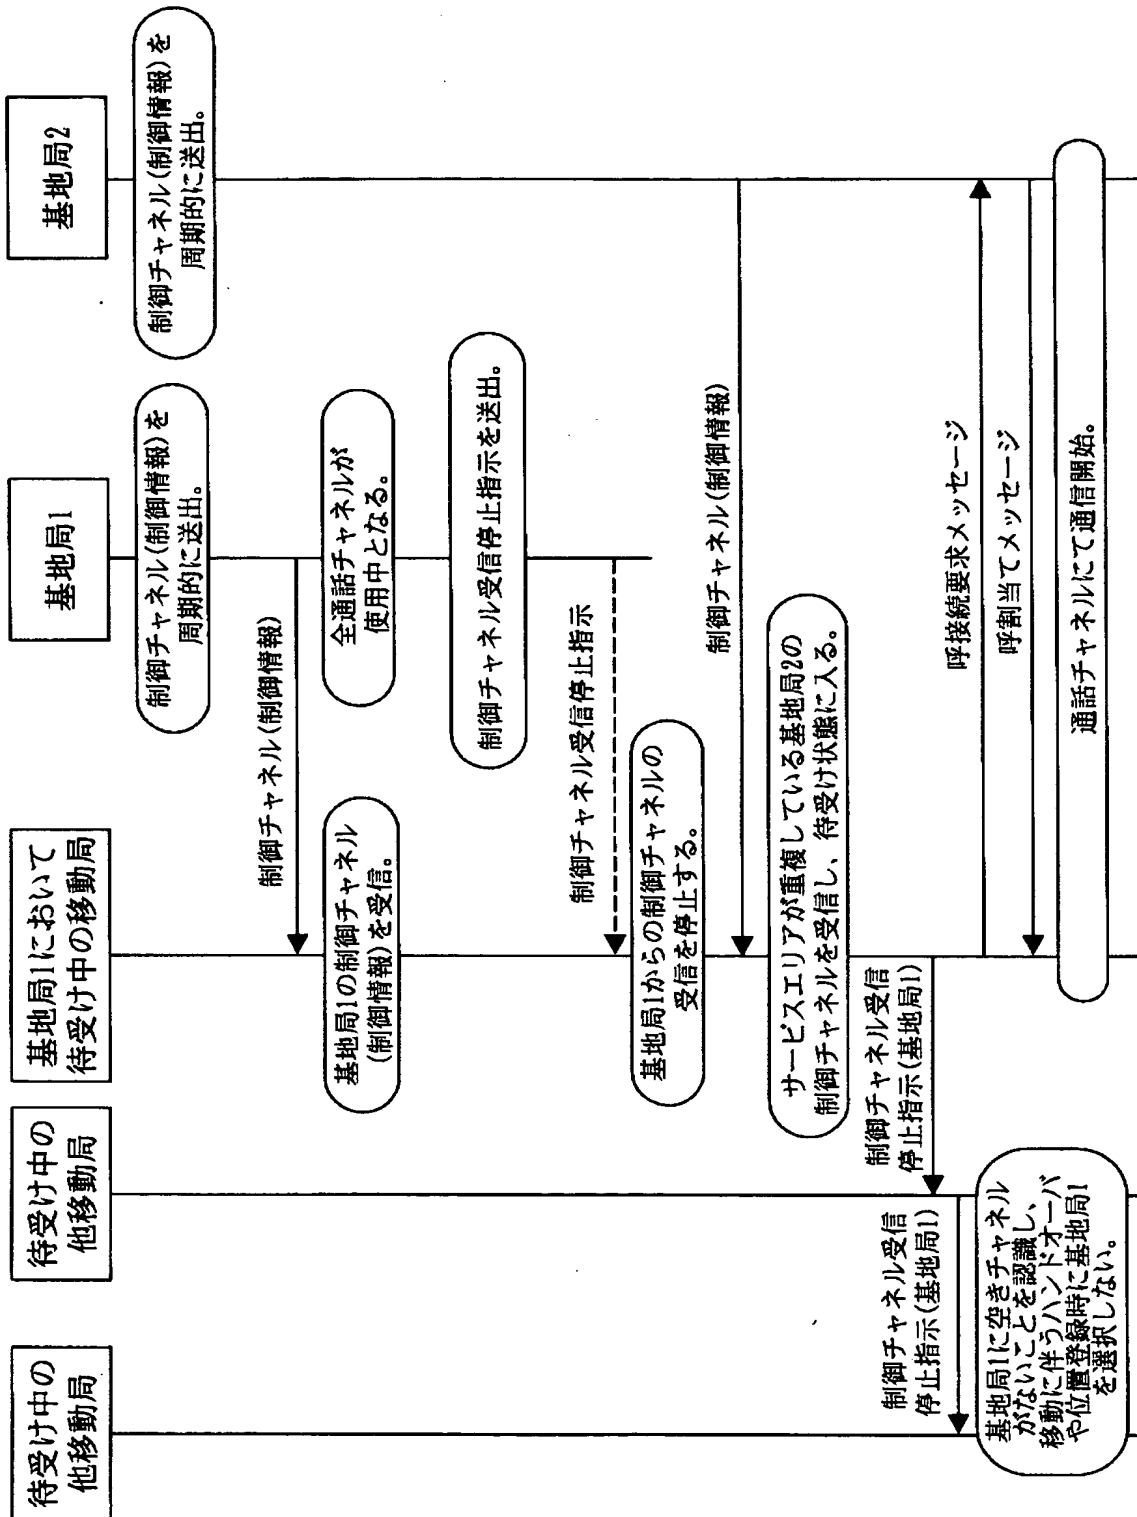 待受け中の
他移動局
待受け中の
他移動局
基地局1において
待受け中の移動局
基地局1
基地局2
制御チャネル(制御情報)を
周期的に送出。
制御チャネル(制御情報)を
周期的に送出。
制御チャネル(制御情報)
基地局1の制御チャネル
(制御情報)を受信。
全通話チャネルが
使用中となる。
制御チャネル受信停止指示を送出。
制御チャネル受信停止指示
基地局1からの制御チャネルの
受信を停止する。
制御チャネル(制御情報)
サービスエリアが重複している基地局2の
制御チャネルを受信し、待受け状態に入る。
制御チャネル受信
停止指示(基地局1)
制御チャネル受信
停止指示(基地局1)
呼接続要求メッセージ
呼割当てメッセージ
基地局1に空きチャネル
がないことを認識し、
移動に伴うハンドオーバ
や位置登録時に基地局1
を選択しない。
通話チャネルにて通信開始。